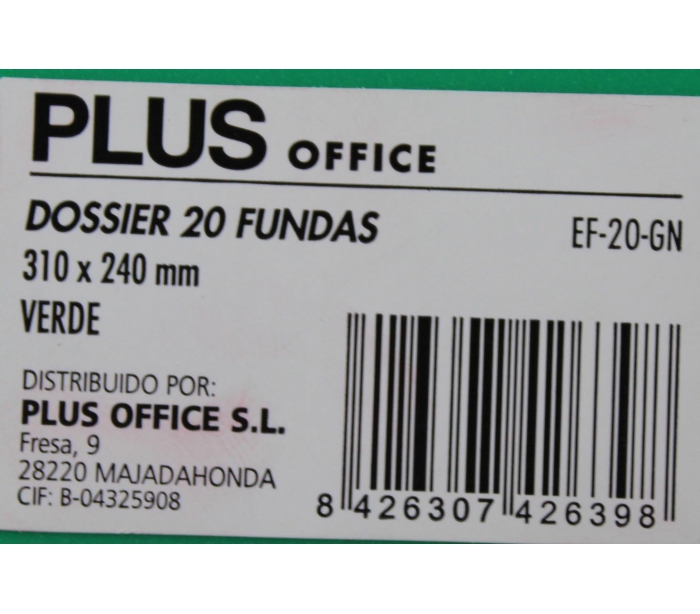 PLUS OFFICE
DOSSIER 20 FUNDAS EF-20-GN
310 x 240 mm
VERDE
DISTRIBUIDO POR:
PLUS OFFICE S.L.
Fresa, 9
28220 MAJADAHONDA
CIF: B-04325908
8 426307 426398